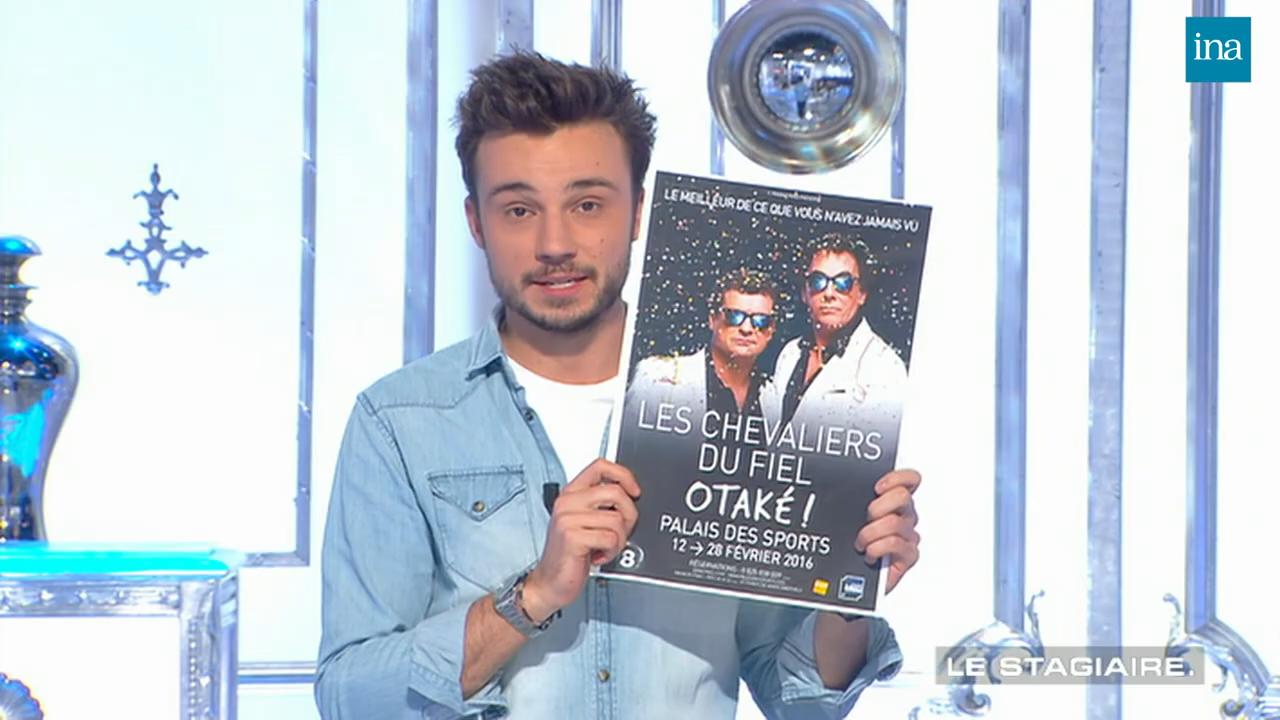 ina
LE MEILLEUR DE CE QUE VOUS N'AVEZ JAMAIS VU
LES CHEVALIERS
DU FIEL
OTAKÉ!
PALAIS DES SPORTS
12 → 28 FÉVRIER 2016
8
LE STAGIAIRE.